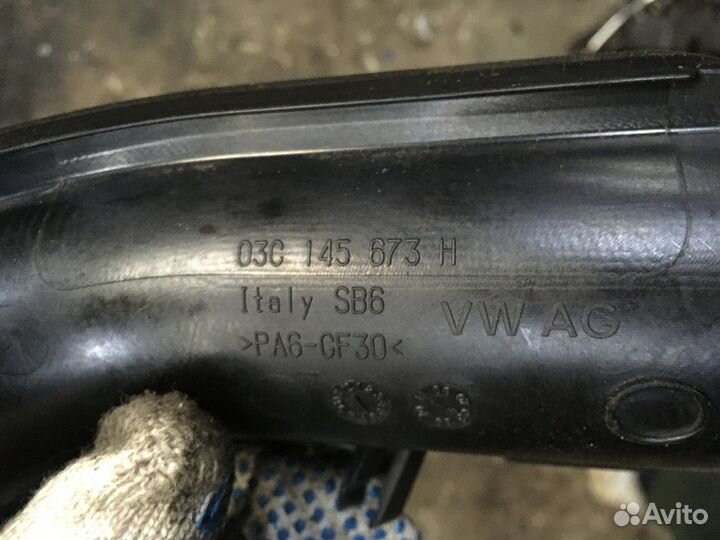 03C 145 673 H
Italy SB6
VW AG
>PA6-GF30<
Avito